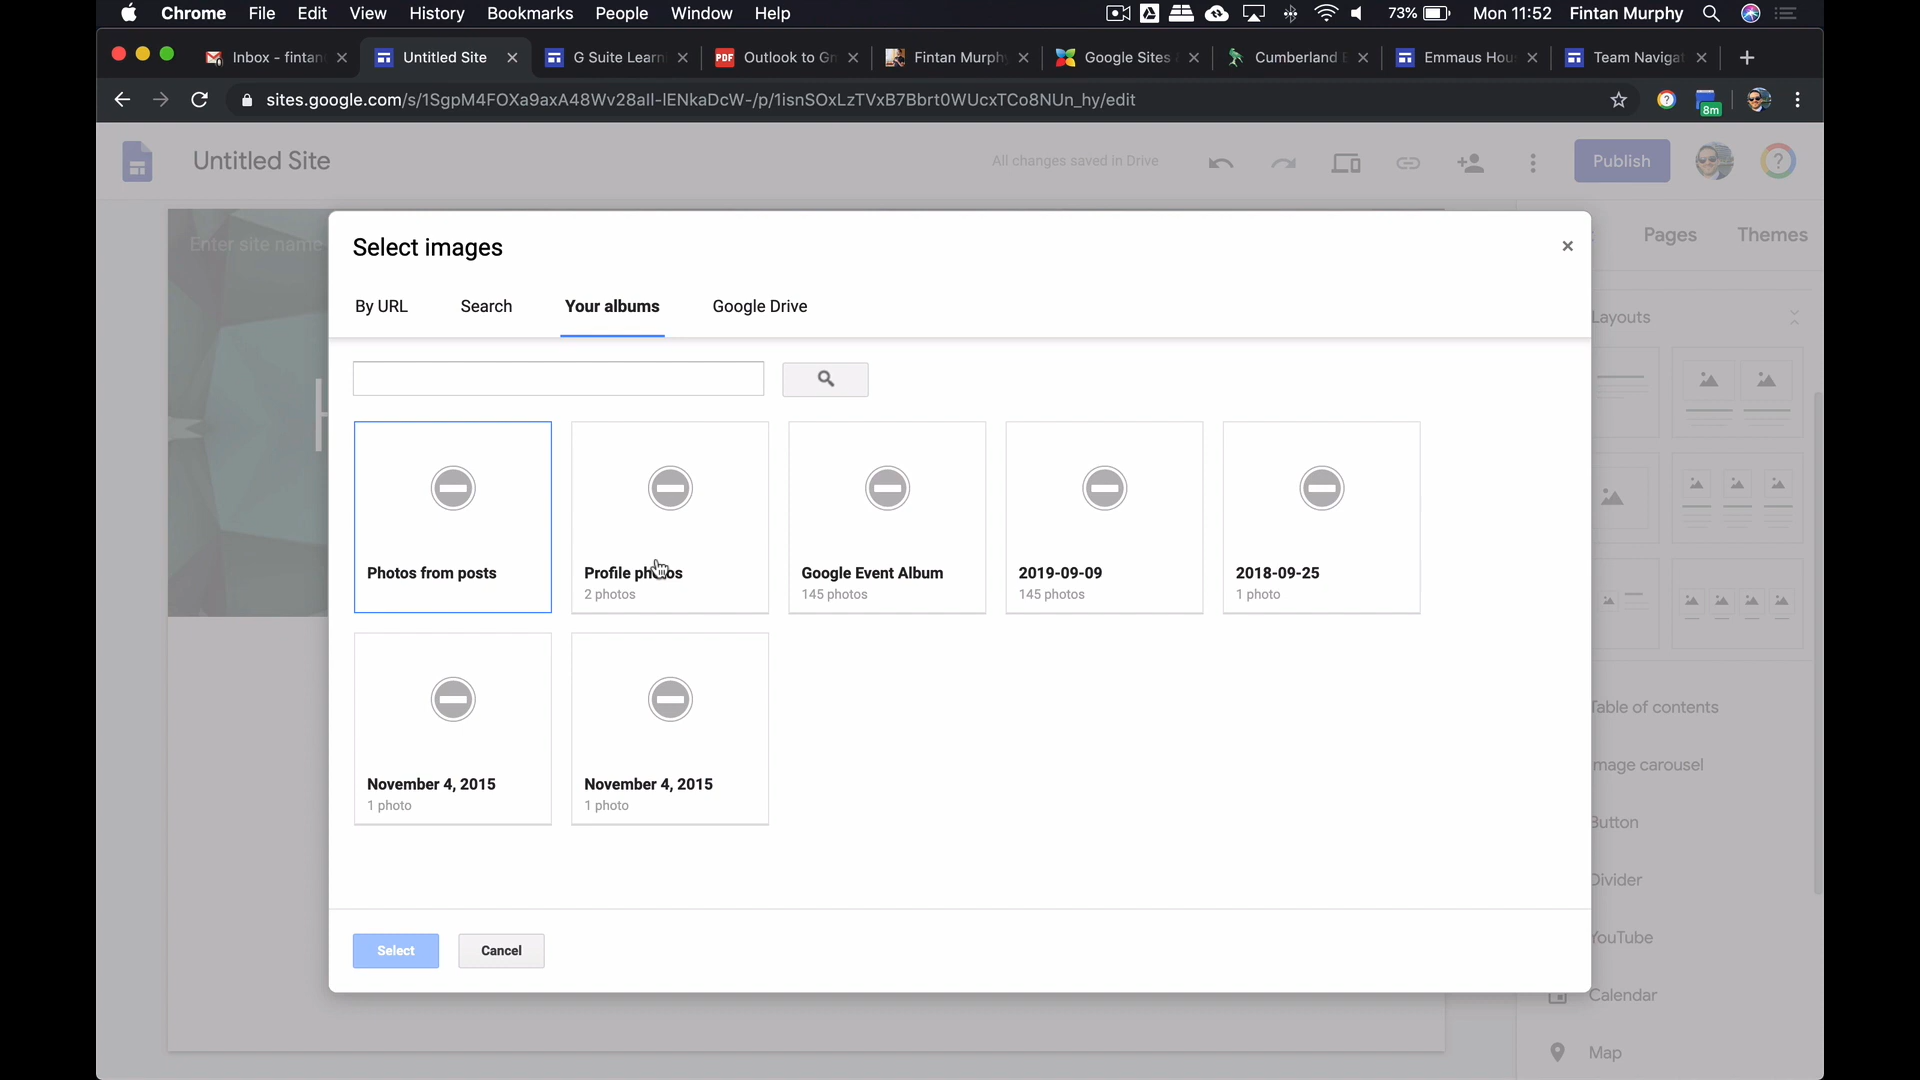 Chrome File Edit View History Bookmarks People Window Help 73% Mon 11:52 Fintan Murphy
Inbox - fintan Untitled Site G Suite Learn PDF Outlook to Gm Fintan Murphy Google Sites Cumberland Emmaus Hou Team Navigat
sites.google.com/s/1SgpM4FOXa9axA48Wv28all-IENkaDcW-/p/1isnSOxLzTVxB7Bbrt0WUcxTCo8NUn_hy/edit
8m
Untitled Site All changes saved in Drive Publish
Enter site name
Pages Themes
Select images
By URL Search Your albums Google Drive
Layouts
Photos from posts
Profile photos
2 photos
Google Event Album
145 photos
2019-09-09
145 photos
2018-09-25
1 photo
November 4, 2015
1 photo
November 4, 2015
1 photo
Table of contents
Image carousel
Button
Divider
YouTube
Calendar
Map
Select Cancel